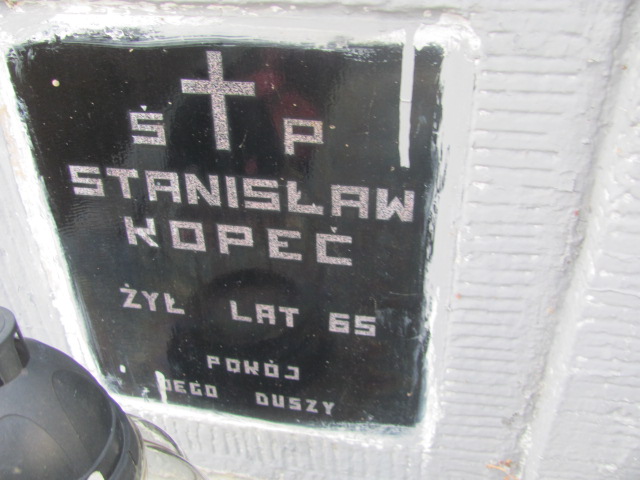 Ś P
STANISŁAW
KOPEĆ
ŻYŁ LAT 65
POKÓJ
JEGO DUSZY